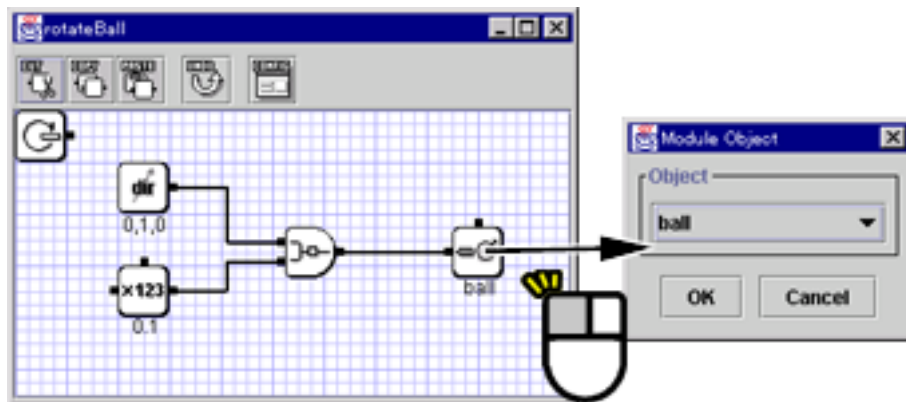 rotateBall
dir
0,1,0
×123
0.1
ball
Module Object
Object
ball
OK
Cancel